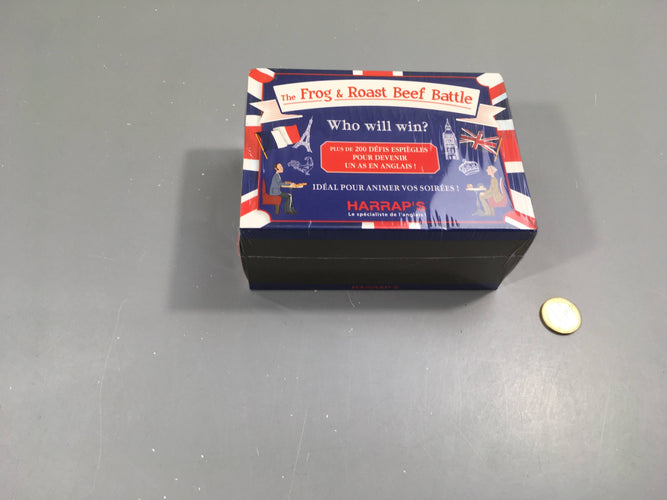 The Frog & Roast Beef Battle
Who will win?
PLUS DE 200 DÉFIS ESPIÈGLES
POUR DEVENIR
UN AS EN ANGLAIS !
IDÉAL POUR ANIMER VOS SOIRÉES !
HARRAP'S
Le spécialiste de l'anglais !
HARRAP'S